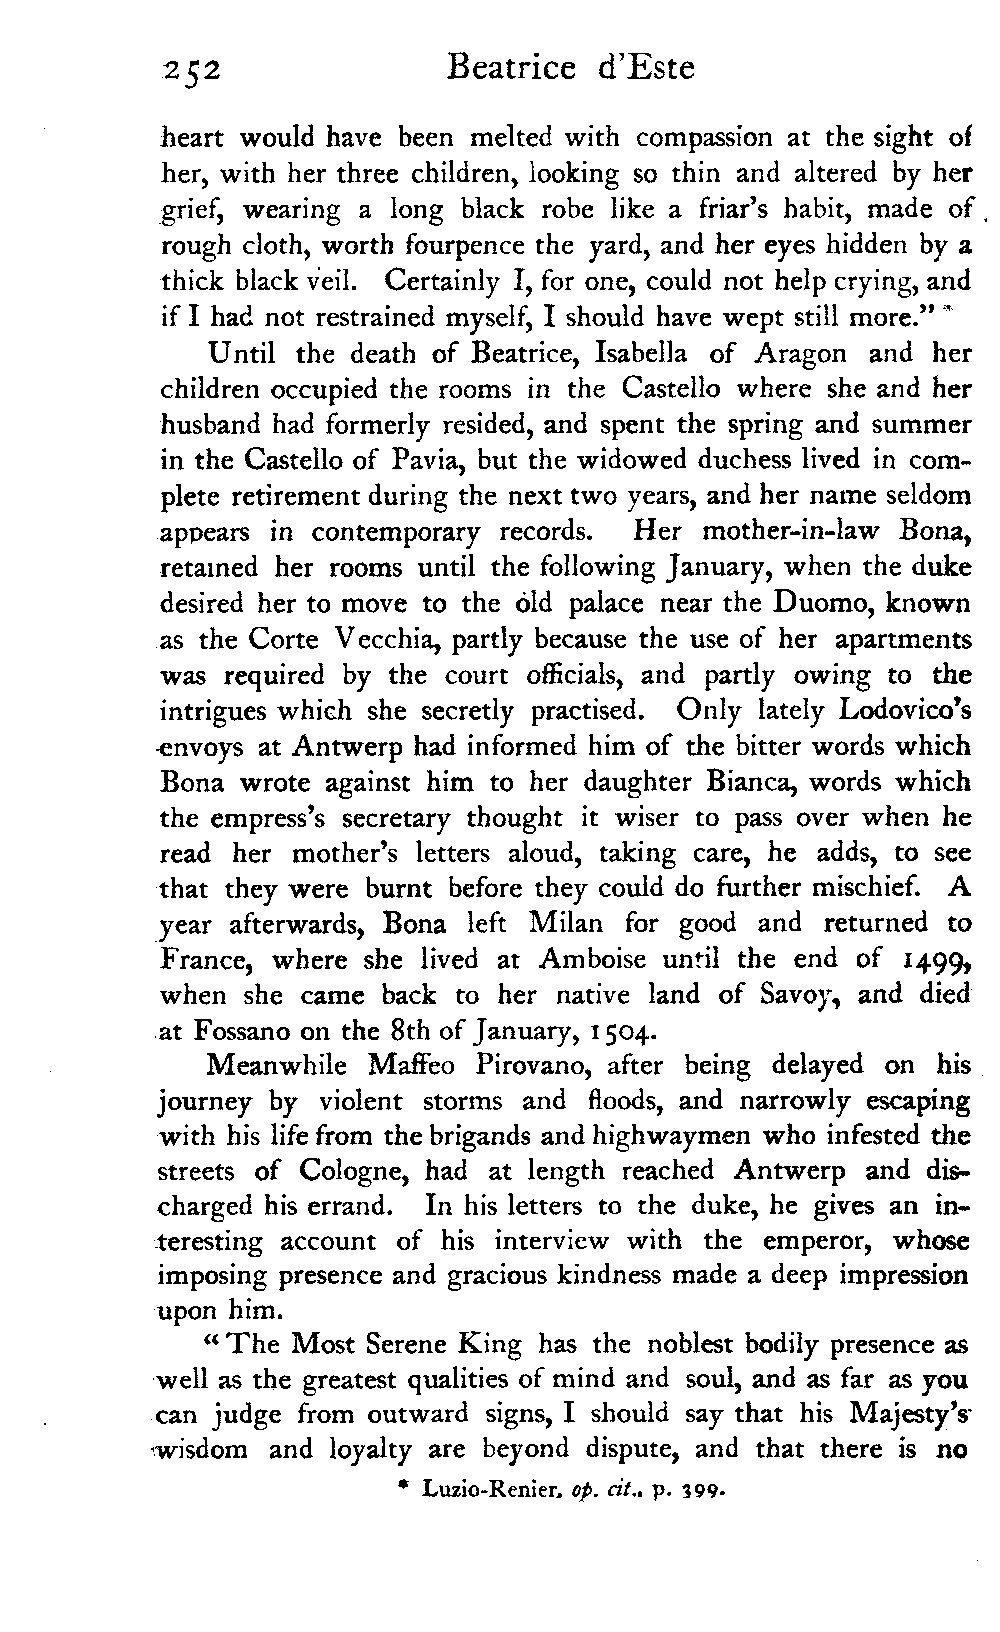 252 Beatrice d'Este
heart would have been melted with compassion at the sight of
her, with her three children, looking so thin and altered by her
grief, wearing a long black robe like a friar's habit, made of
rough cloth, worth fourpence the yard, and her eyes hidden by a
thick black veil. Certainly I, for one, could not help crying, and
if I had not restrained myself, I should have wept still more." *
Until the death of Beatrice, Isabella of Aragon and her
children occupied the rooms in the Castello where she and her
husband had formerly resided, and spent the spring and summer
in the Castello of Pavia, but the widowed duchess lived in com-
plete retirement during the next two years, and her name seldom
appears in contemporary records. Her mother-in-law Bona,
retained her rooms until the following January, when the duke
desired her to move to the old palace near the Duomo, known
as the Corte Vecchia, partly because the use of her apartments
was required by the court officials, and partly owing to the
intrigues which she secretly practised. Only lately Lodovico's
envoys at Antwerp had informed him of the bitter words which
Bona wrote against him to her daughter Bianca, words which
the empress's secretary thought it wiser to pass over when he
read her mother's letters aloud, taking care, he adds, to see
that they were burnt before they could do further mischief. A
year afterwards, Bona left Milan for good and returned to
France, where she lived at Amboise until the end of 1499,
when she came back to her native land of Savoy, and died
at Fossano on the 8th of January, 1504.
Meanwhile Maffeo Pirovano, after being delayed on his
journey by violent storms and floods, and narrowly escaping
with his life from the brigands and highwaymen who infested the
streets of Cologne, had at length reached Antwerp and dis-
charged his errand. In his letters to the duke, he gives an in-
teresting account of his interview with the emperor, whose
imposing presence and gracious kindness made a deep impression
upon him.
"The Most Serene King has the noblest bodily presence as
well as the greatest qualities of mind and soul, and as far as you
can judge from outward signs, I should say that his Majesty's
wisdom and loyalty are beyond dispute, and that there is no
* Luzio-Renier, op. cit., p. 399.